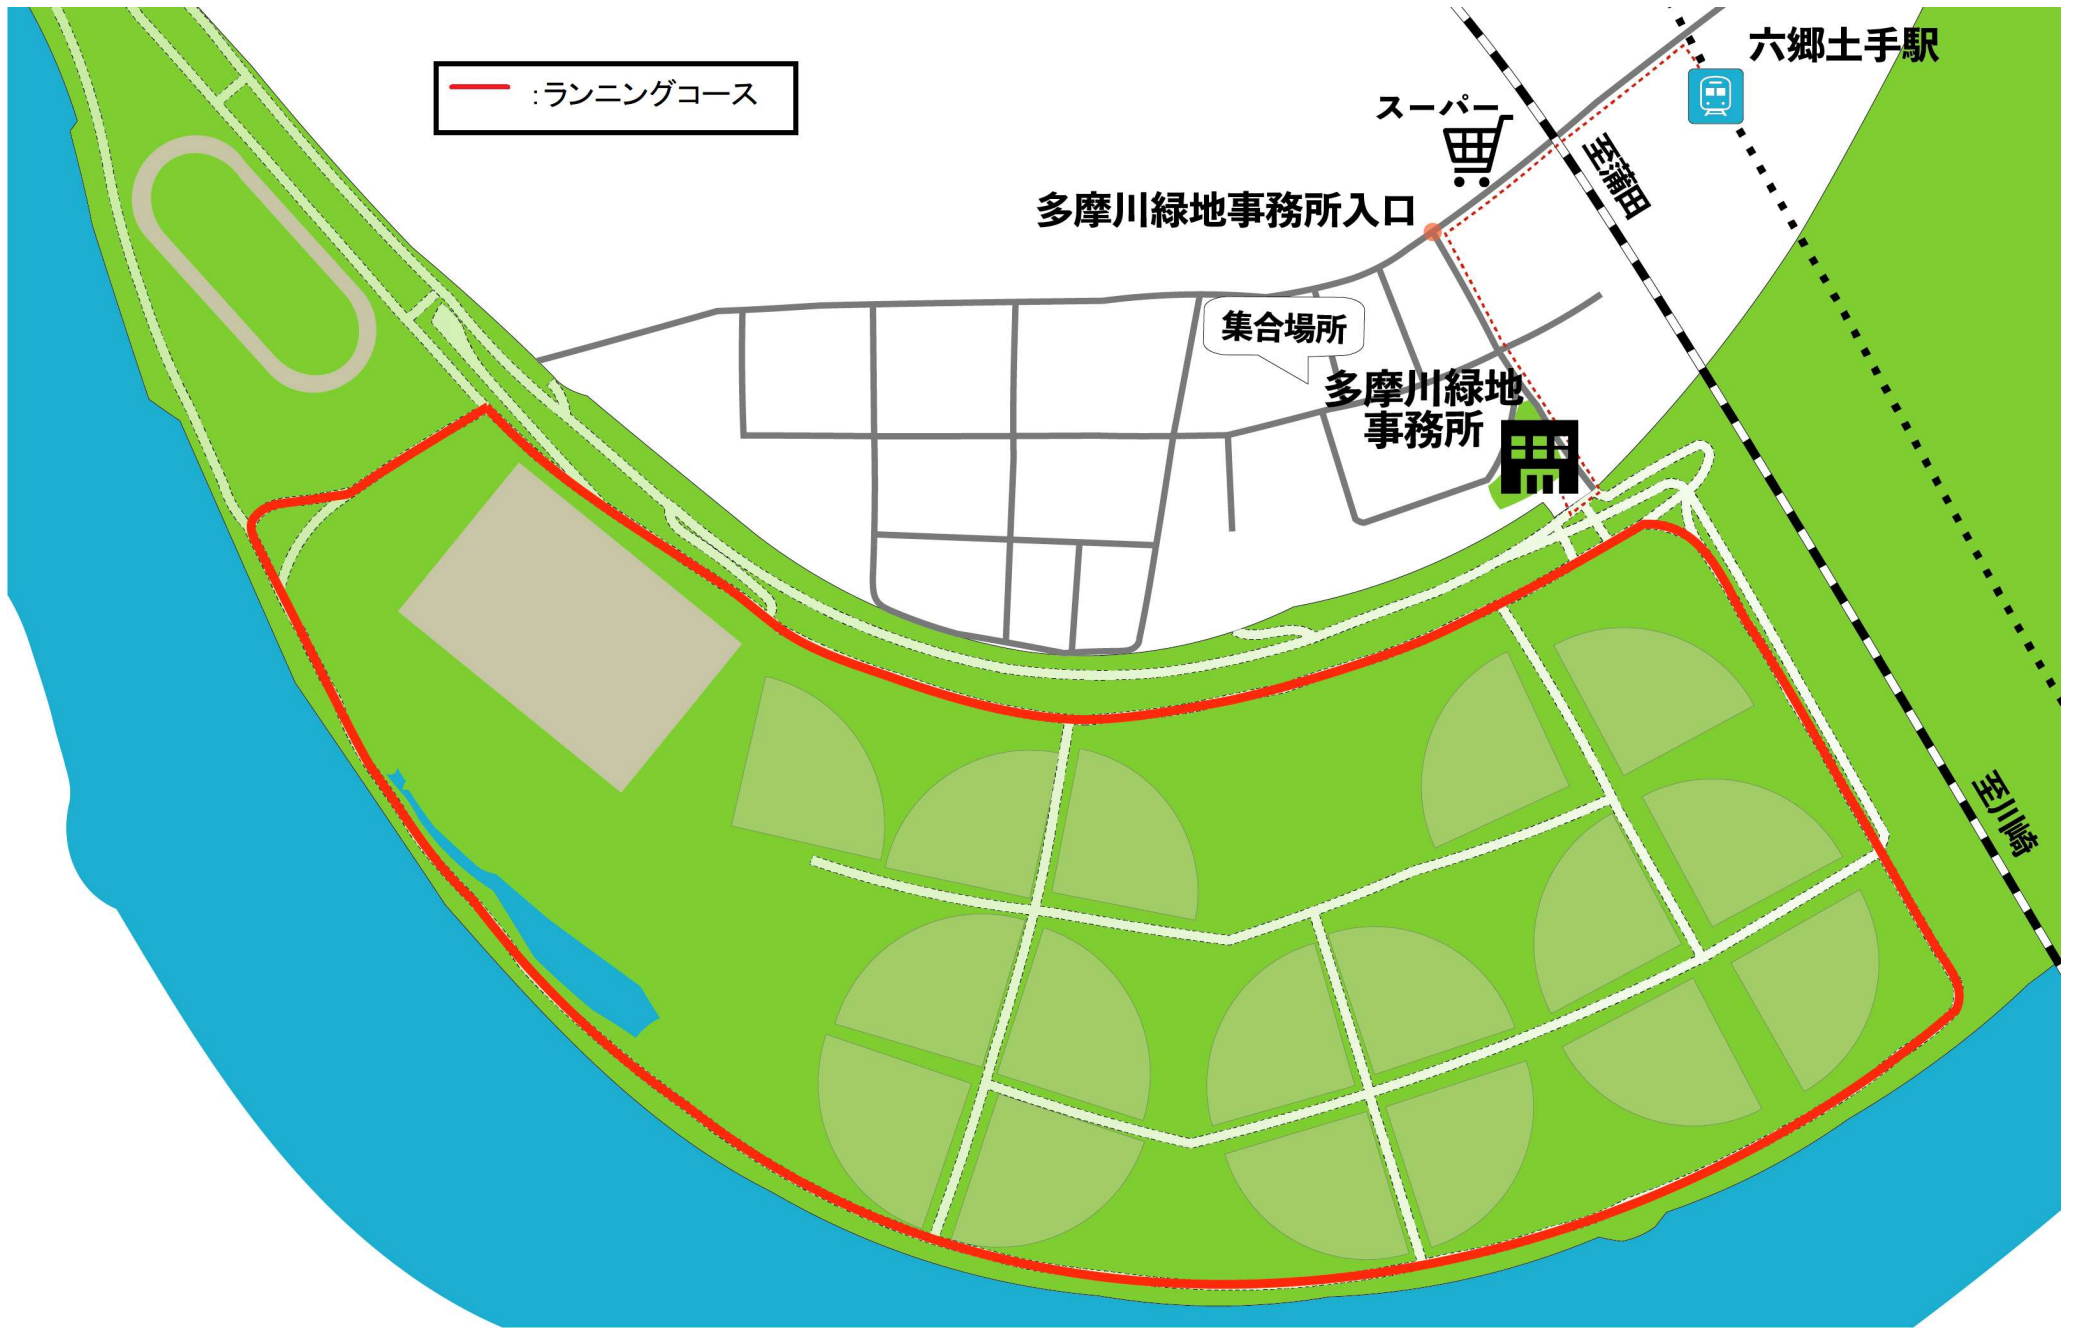 六郷土手駅
:ランニングコース
スーパー
至蒲田
多摩川緑地事務所入口
集合場所
多摩川緑地
事務所
至川崎